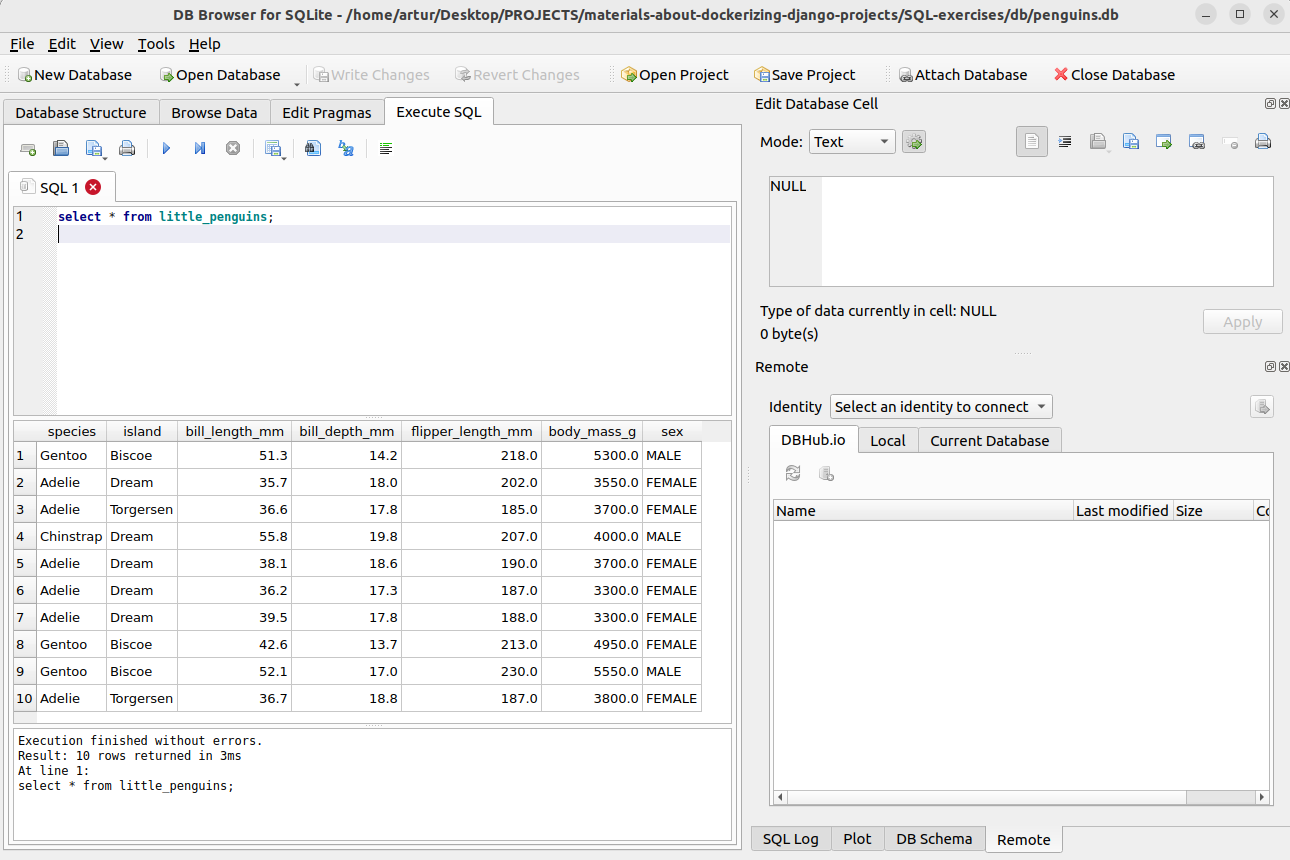 DB Browser for SQLite - /home/artur/Desktop/PROJECTS/materials-about-dockerizing-django-projects/SQL-exercises/db/penguins.db
File Edit View Tools Help
New Database Open Database Write Changes Revert Changes Open Project Save Project Attach Database Close Database
Database Structure Browse Data Edit Pragmas Execute SQL
SQL 1
1 select * from little_penguins;
2
species island bill_length_mm bill_depth_mm flipper_length_mm body_mass_g sex
1 Gentoo Biscoe 51.3 14.2 218.0 5300.0 MALE
2 Adelie Dream 35.7 18.0 202.0 3550.0 FEMALE
3 Adelie Torgersen 36.6 17.8 185.0 3700.0 FEMALE
4 Chinstrap Dream 55.8 19.8 207.0 4000.0 MALE
5 Adelie Dream 38.1 18.6 190.0 3700.0 FEMALE
6 Adelie Dream 36.2 17.3 187.0 3300.0 FEMALE
7 Adelie Dream 39.5 17.8 188.0 3300.0 FEMALE
8 Gentoo Biscoe 42.6 13.7 213.0 4950.0 FEMALE
9 Gentoo Biscoe 52.1 17.0 230.0 5550.0 MALE
10 Adelie Torgersen 36.7 18.8 187.0 3800.0 FEMALE
Execution finished without errors.
Result: 10 rows returned in 3ms
At line 1:
select * from little_penguins;
Edit Database Cell
Mode: Text
NULL
Type of data currently in cell: NULL
0 byte(s)
Apply
Remote
Identity Select an identity to connect
DBHub.io Local Current Database
Name Last modified Size
SQL Log Plot DB Schema Remote